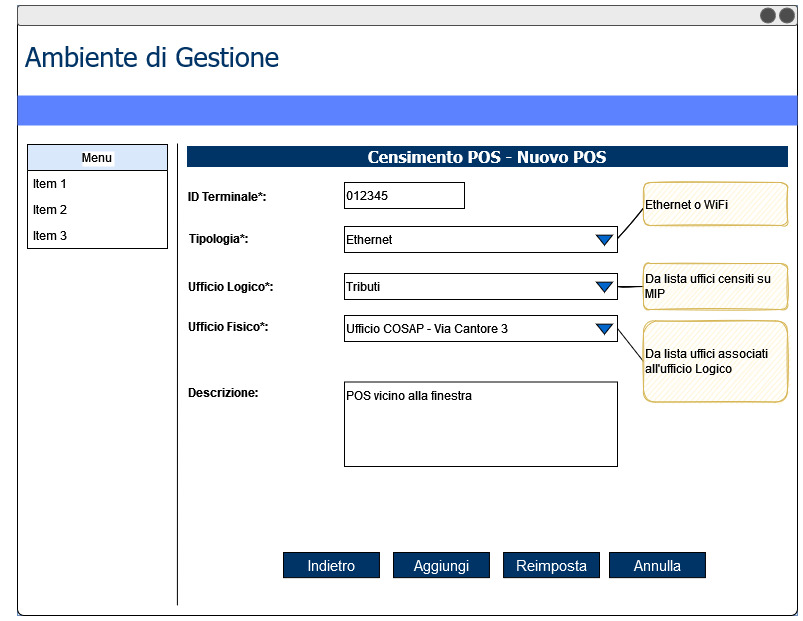 Ambiente di Gestione
Menu
Item 1
Item 2
Item 3
Censimento POS - Nuovo POS
ID Terminale*:
012345
Tipologia*:
Ethernet
Ethernet o WiFi
Ufficio Logico*:
Tributi
Da lista uffici censiti su
MIP
Ufficio Fisico*:
Ufficio COSAP - Via Cantore 3
Da lista uffici associati
all'ufficio Logico
Descrizione:
POS vicino alla finestra
Indietro
Aggiungi
Reimposta
Annulla